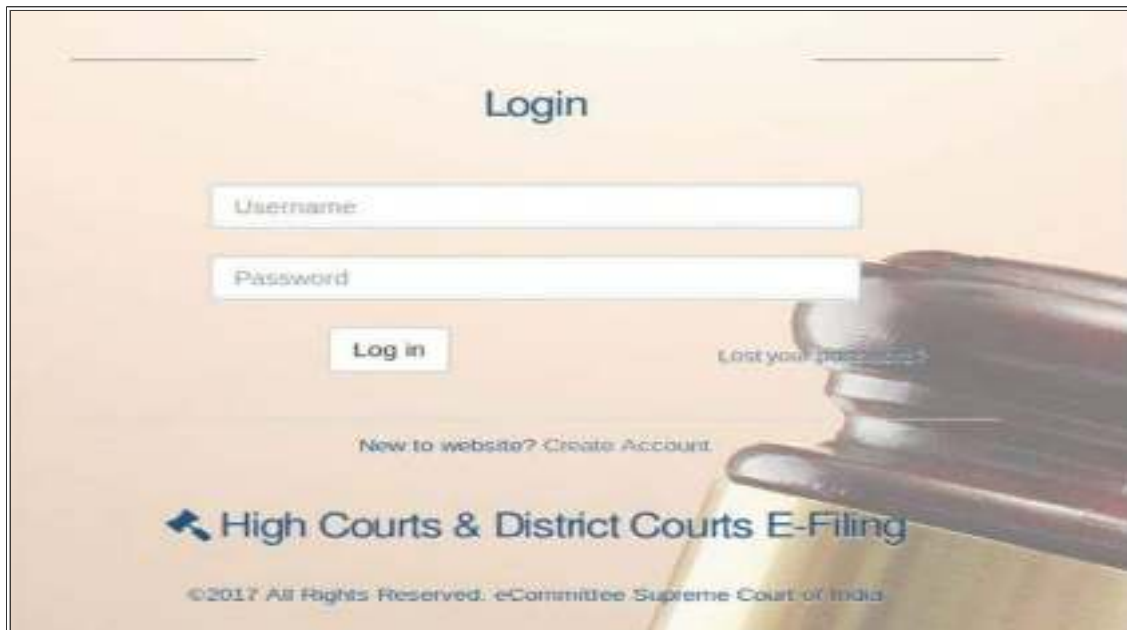 Login
Username
Password
Log in
Lost your password?
New to website? Create Account
High Courts & District Courts E-Filing
©2017 All Rights Reserved. eCommittee Supreme Court of India